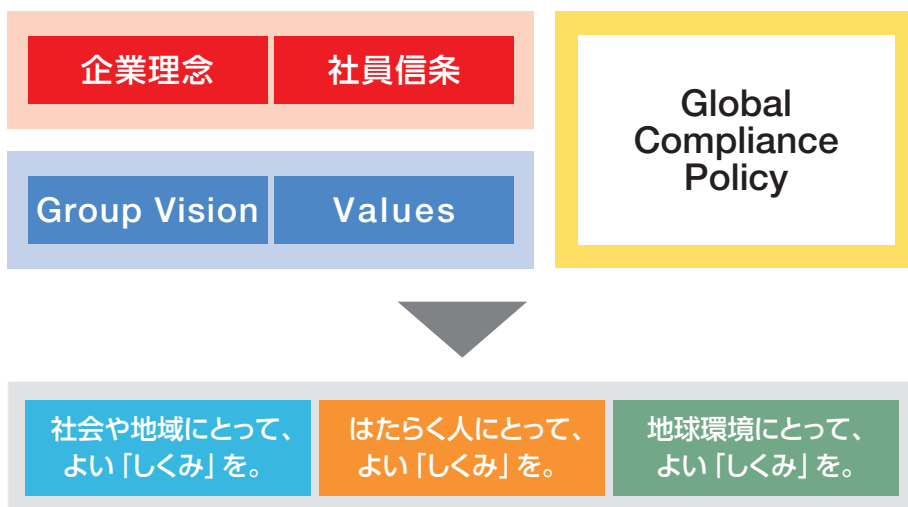 企業理念
社員信条
Group Vision
Values
Global
Compliance
Policy
社会や地域にとって、
よい「しくみ」を。
はたらく人にとって、
よい「しくみ」を。
地球環境にとって、
よい「しくみ」を。